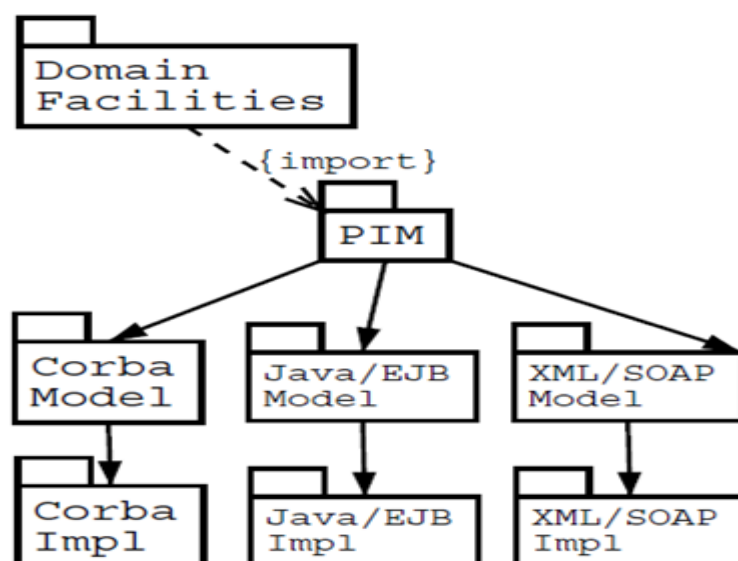 Domain
Facilities
{import}
PIM
Corba
Model
Java/EJB
Model
XML/SOAP
Model
Corba
Impl
Java/EJB
Impl
XML/SOAP
Impl